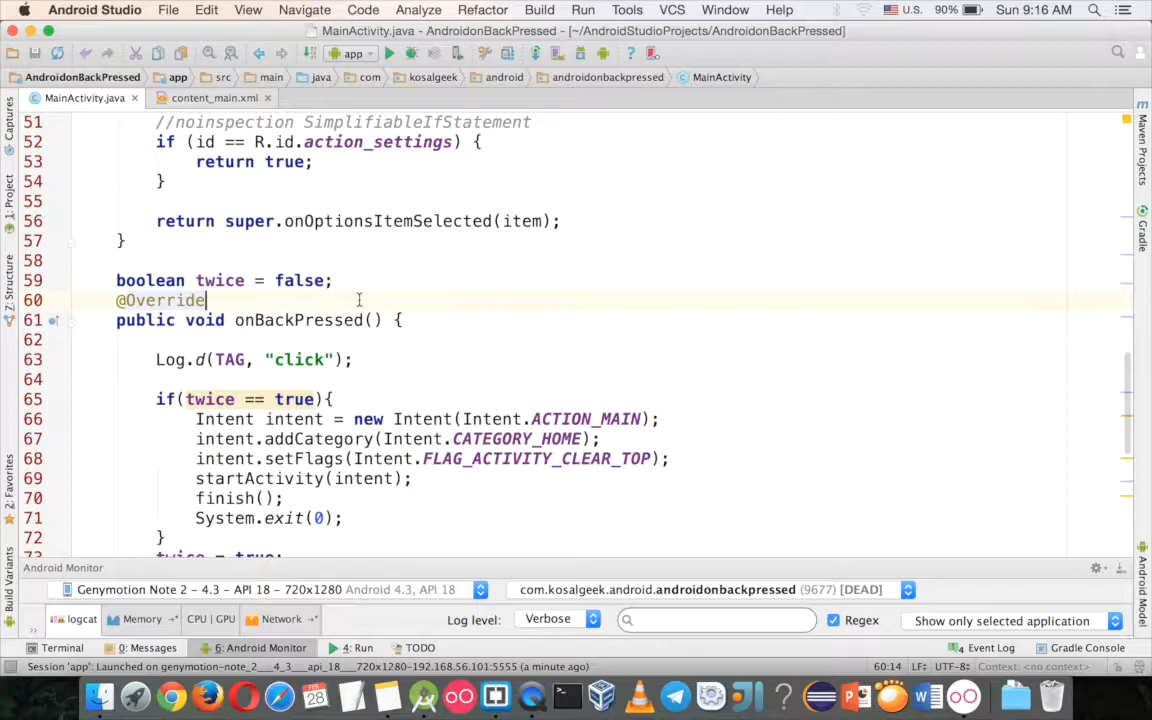 Android Studio File Edit View Navigate Code Analyze Refactor Build Run Tools VCS Window Help U.S. 90% Sun 9:16 AM
MainActivity.java - AndroidonBackPressed - [~/AndroidStudioProjects/AndroidonBackPressed]
app
AndroidonBackPressed app src main java com kosalgeek android androidonbackpressed MainActivity
MainActivity.java content_main.xml
51 //noinspection SimplifiableIfStatement
52 if (id == R.id.action_settings) {
53 return true;
54 }
55
56 return super.onOptionsItemSelected(item);
57 }
58
59 boolean twice = false;
60 @Override
61 public void onBackPressed() {
62
63 Log.d(TAG, "click");
64
65 if(twice == true){
66 Intent intent = new Intent(Intent.ACTION_MAIN);
67 intent.addCategory(Intent.CATEGORY_HOME);
68 intent.setFlags(Intent.FLAG_ACTIVITY_CLEAR_TOP);
69 startActivity(intent);
70 finish();
71 System.exit(0);
72 }
73 twice = true;
Captures
1: Project
7: Structure
2: Favorites
Build Variants
Maven Projects
Gradle
Android Model
Android Monitor
Genymotion Note 2 - 4.3 - API 18 - 720x1280 Android 4.3, API 18 com.kosalgeek.android.androidonbackpressed (9677) [DEAD]
logcat Memory CPU | GPU Network Log level: Verbose Regex Show only selected application
Terminal 0: Messages 6: Android Monitor 4: Run TODO Event Log Gradle Console
Session 'app': Launched on genymotion-note_2___4_3___api_18___720x1280-192.168.56.101:5555 (a minute ago) 60:14 LF÷ UTF-8÷ Context: <no context>
FEB
28